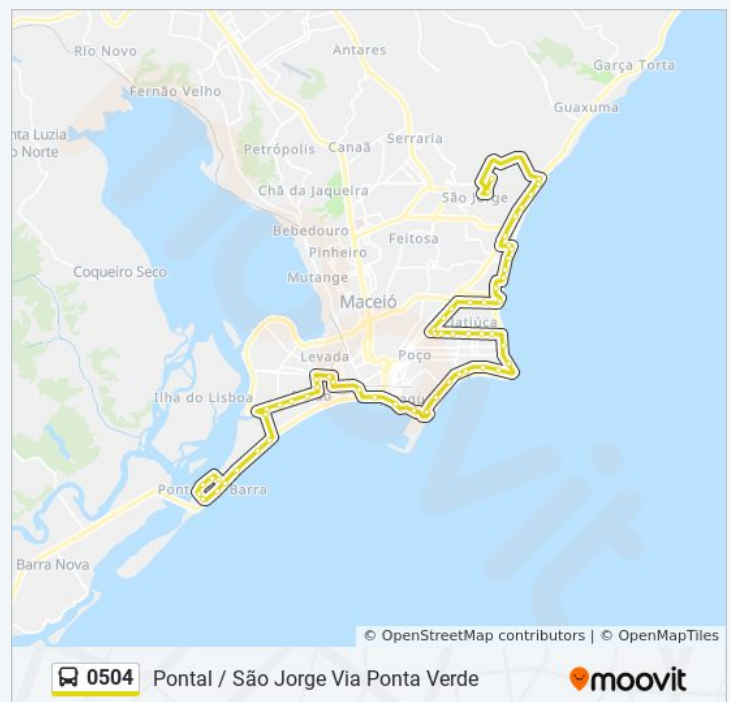 Antares
Rio Novo
Garça Torta
Fernão Velho
Guaxuma
nta Luzia
o Norte
Serraria
Canaã
Petrópolis
Chã da Jaqueira
São Jorge
Bebedouro
Feitosa
Pinheiro
Coqueiro Seco
Mutange
Maceió
Jatiúca
Levada
Poço
Ilha do Lisboa
Barra
Barra Nova
moovit
© OpenStreetMap contributors | © OpenMapTiles
0504 Pontal / São Jorge Via Ponta Verde
moovit